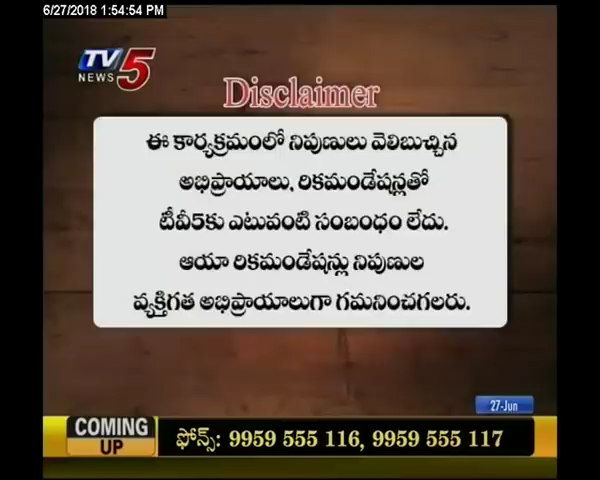 6/27/2018 1:54:54 PM
TV5
NEWS
Disclaimer
ఈ కార్యక్రమంలో నిపుణులు వెలిబుచ్చిన
అభిప్రాయాలు, రికమండేషన్లతో
టీవీ5కు ఎటువంటి సంబంధం లేదు.
ఆయా రికమండేషన్లు నిపుణుల
వ్యక్తిగత అభిప్రాయాలుగా గమనించగలరు.
27-Jun
COMING
UP
ఫోన్స్: 9959 555 116, 9959 555 117